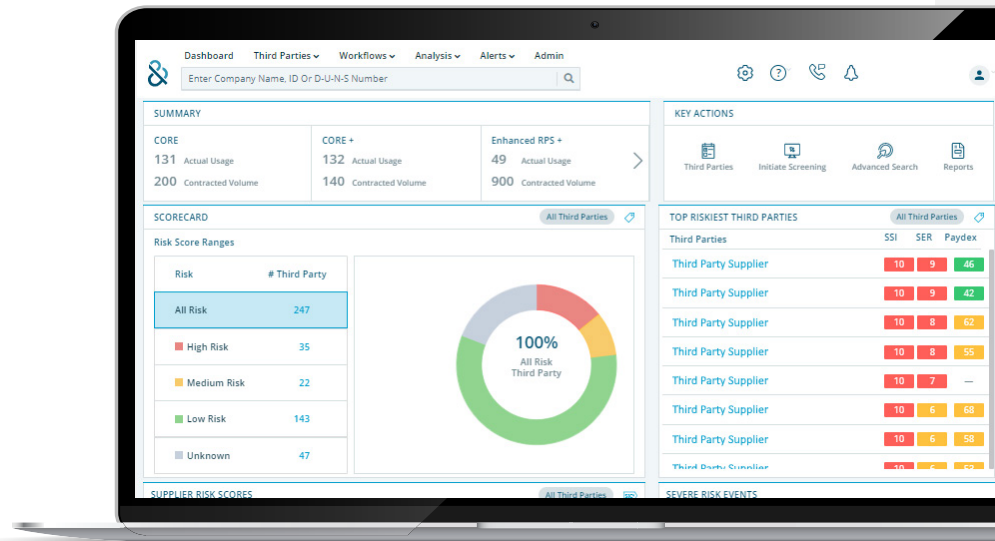 Dashboard Third Parties Workflows Analysis Alerts Admin
Enter Company Name, ID Or D-U-N-S Number
SUMMARY
CORE
131 Actual Usage
200 Contracted Volume
CORE +
132 Actual Usage
140 Contracted Volume
Enhanced RPS +
49 Actual Usage
900 Contracted Volume
KEY ACTIONS
Third Parties
Initiate Screening
Advanced Search
Reports
SCORECARD
All Third Parties
Risk Score Ranges
Risk # Third Party
All Risk 247
High Risk 35
Medium Risk 22
Low Risk 143
Unknown 47
100%
All Risk
Third Party
TOP RISKIEST THIRD PARTIES
All Third Parties
Third Parties SSI SER Paydex
Third Party Supplier 10 9 46
Third Party Supplier 10 9 42
Third Party Supplier 10 8 62
Third Party Supplier 10 8 55
Third Party Supplier 10 7 —
Third Party Supplier 10 6 68
Third Party Supplier 10 6 58
Third Party Supplier 10 6 53
SUPPLIER RISK SCORES
All Third Parties
SEVERE RISK EVENTS